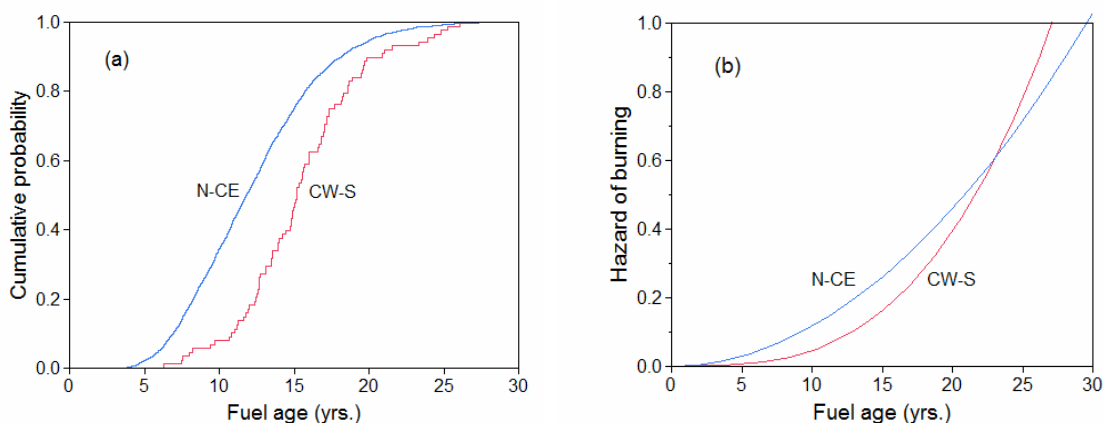 (a)
Cumulative probability
1.0
0.8
0.6
0.4
0.2
0.0
N-CE
CW-S
0 5 10 15 20 25 30
Fuel age (yrs.)
(b)
Hazard of burning
1.0
0.8
0.6
0.4
0.2
0.0
N-CE
CW-S
0 5 10 15 20 25 30
Fuel age (yrs.)